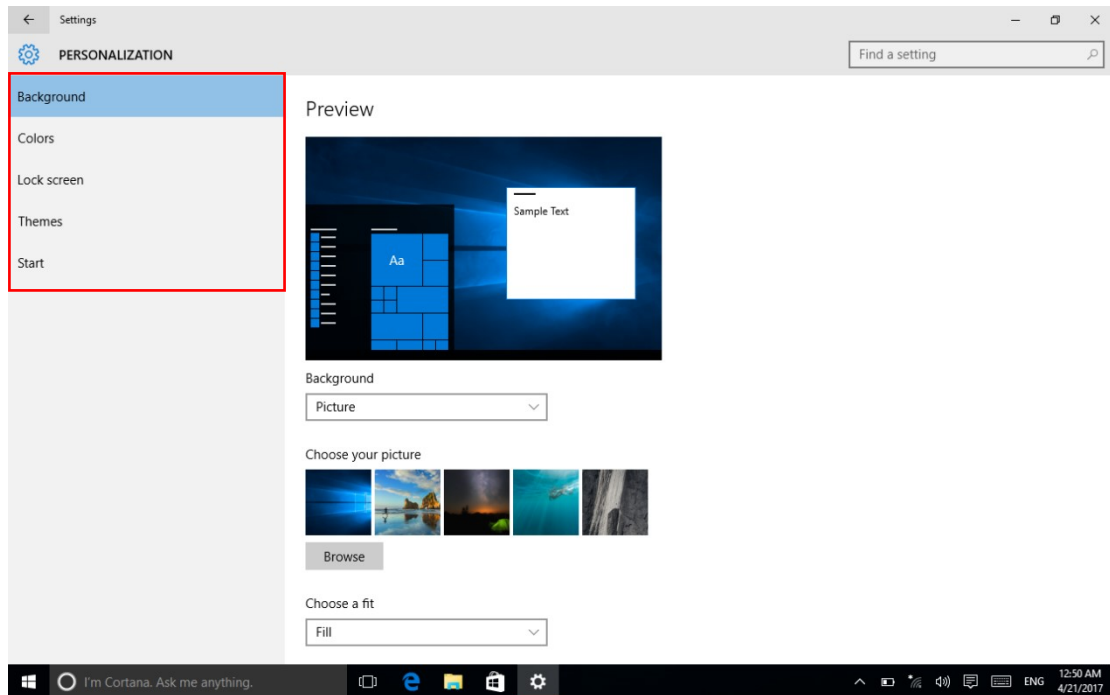 Settings
PERSONALIZATION
Find a setting
Background
Colors
Lock screen
Themes
Start
Preview
Sample Text
Aa
Background
Picture
Choose your picture
Browse
Choose a fit
Fill
I'm Cortana. Ask me anything.
ENG
12:50 AM
4/21/2017